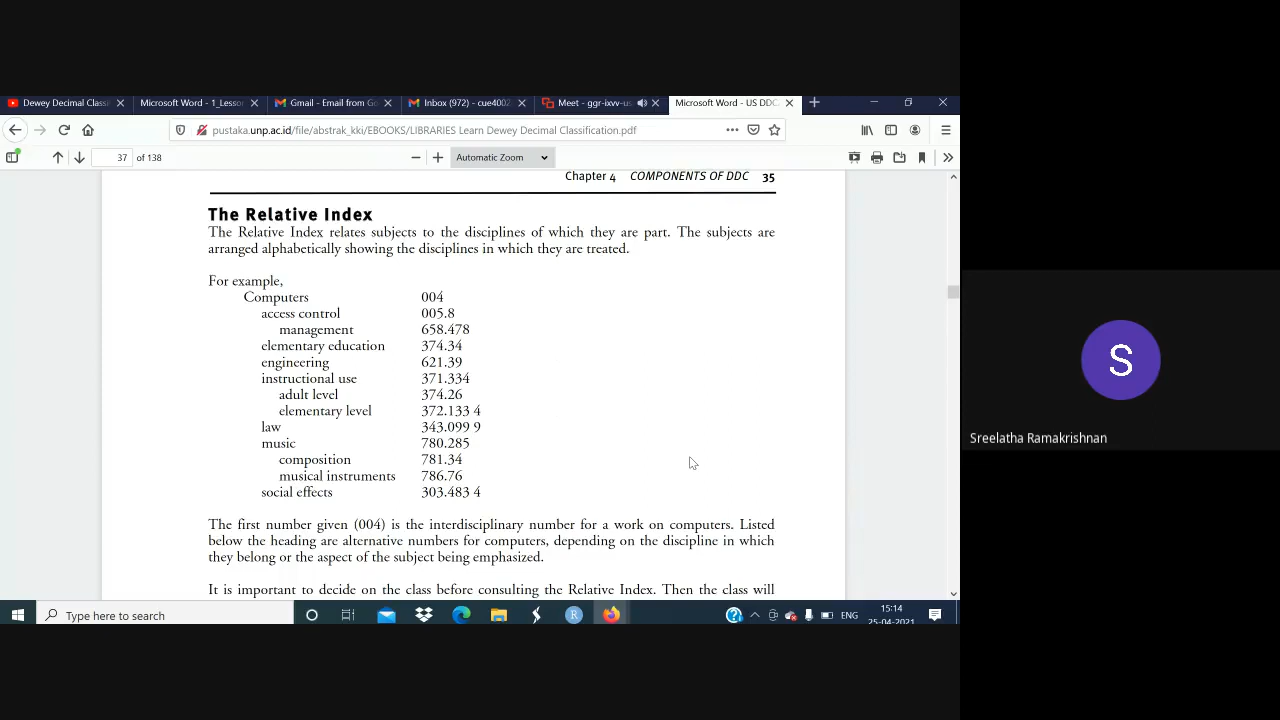 Dewey Decimal Classif
Microsoft Word - 1_Lesson
Gmail - Email from Go
Inbox (972) - cue4002
Meet - ggr-ixvv-us
Microsoft Word - US DDC
pustaka.unp.ac.id/file/abstrak_kki/EBOOKS/LIBRARIES Learn Dewey Decimal Classification.pdf
37 of 138
Automatic Zoom
Chapter 4 COMPONENTS OF DDC 35
The Relative Index
The Relative Index relates subjects to the disciplines of which they are part. The subjects are
arranged alphabetically showing the disciplines in which they are treated.
For example,
Computers 004
access control 005.8
management 658.478
elementary education 374.34
engineering 621.39
instructional use 371.334
adult level 374.26
elementary level 372.133 4
law 343.099 9
music 780.285
composition 781.34
musical instruments 786.76
social effects 303.483 4
The first number given (004) is the interdisciplinary number for a work on computers. Listed
below the heading are alternative numbers for computers, depending on the discipline in which
they belong or the aspect of the subject being emphasized.
It is important to decide on the class before consulting the Relative Index. Then the class will
S
Sreelatha Ramakrishnan
Type here to search
ENG
15:14
25-04-2021